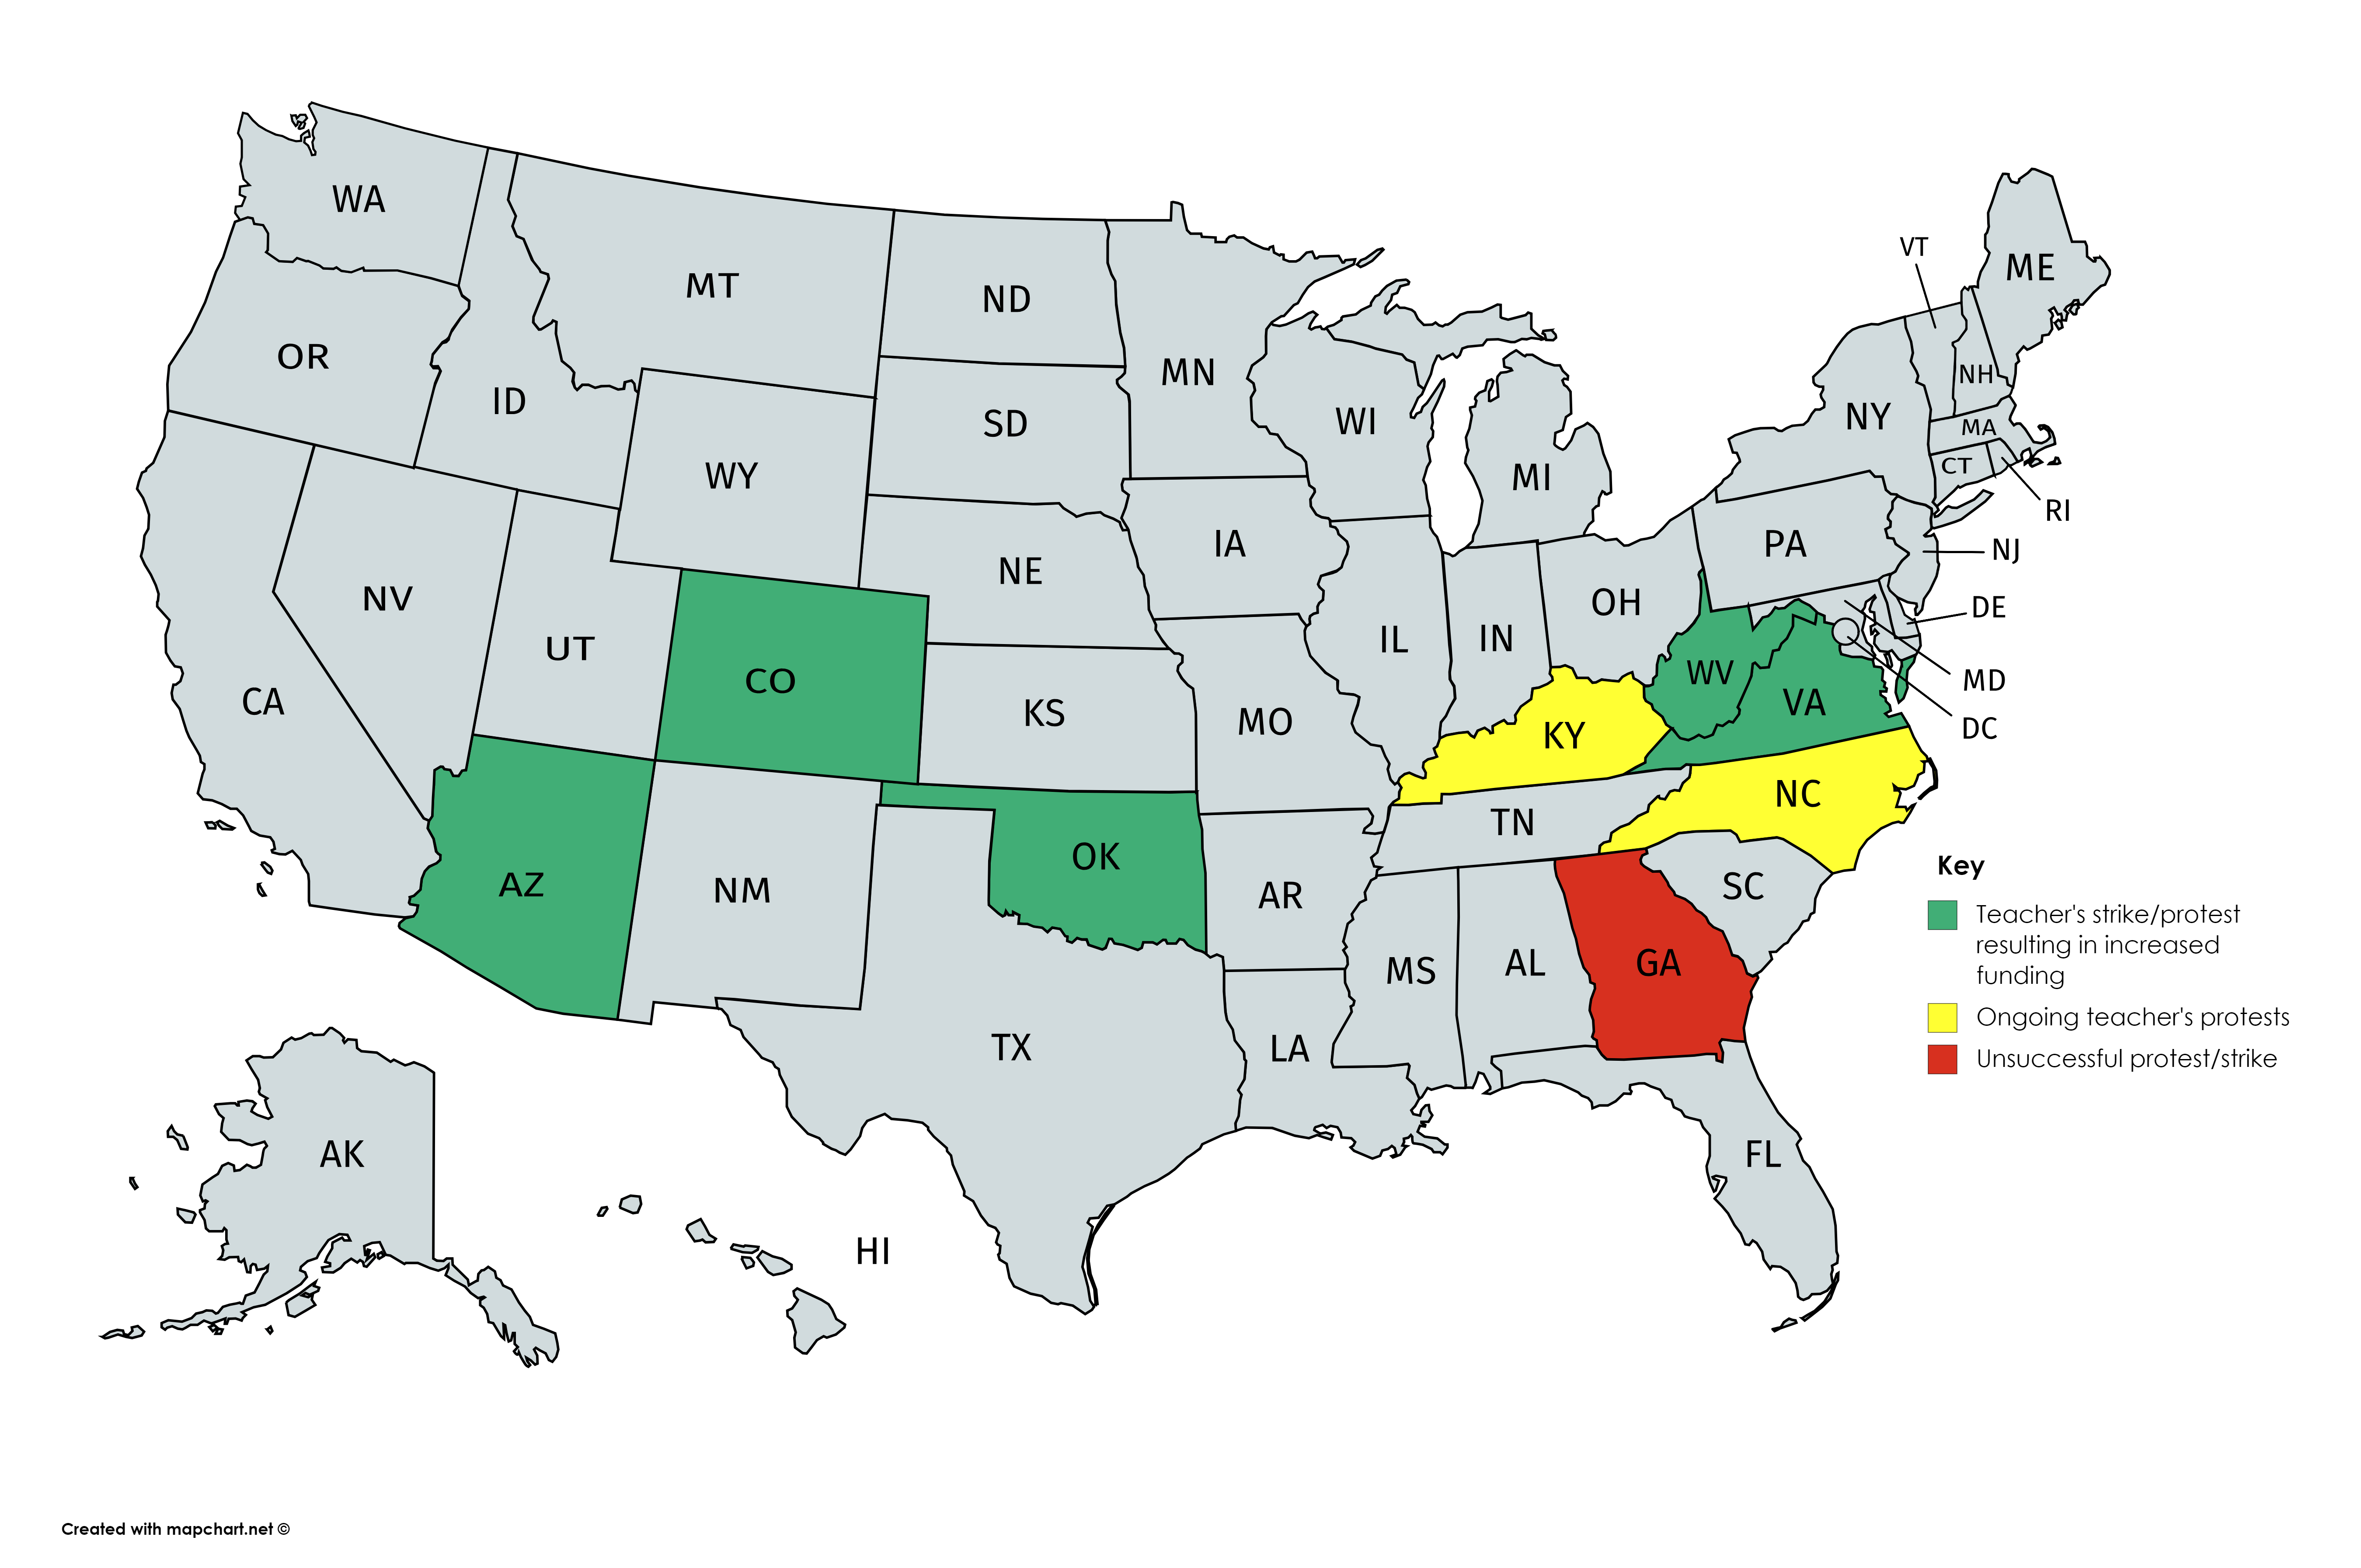 WA
MT
ND
MN
VT
ME
OR
ID
SD
WI
NH
NY
MA
CT
WY
MI
RI
IA
PA
NJ
NE
NV
UT
CO
IL
IN
OH
DE
WV
VA
MD
DC
CA
KS
MO
KY
NC
TN
OK
AR
SC
AZ
NM
MS
AL
GA
TX
LA
FL
AK
HI
Key
Teacher's strike/protest
resulting in increased
funding
Ongoing teacher's protests
Unsuccessful protest/strike
Created with mapchart.net ©